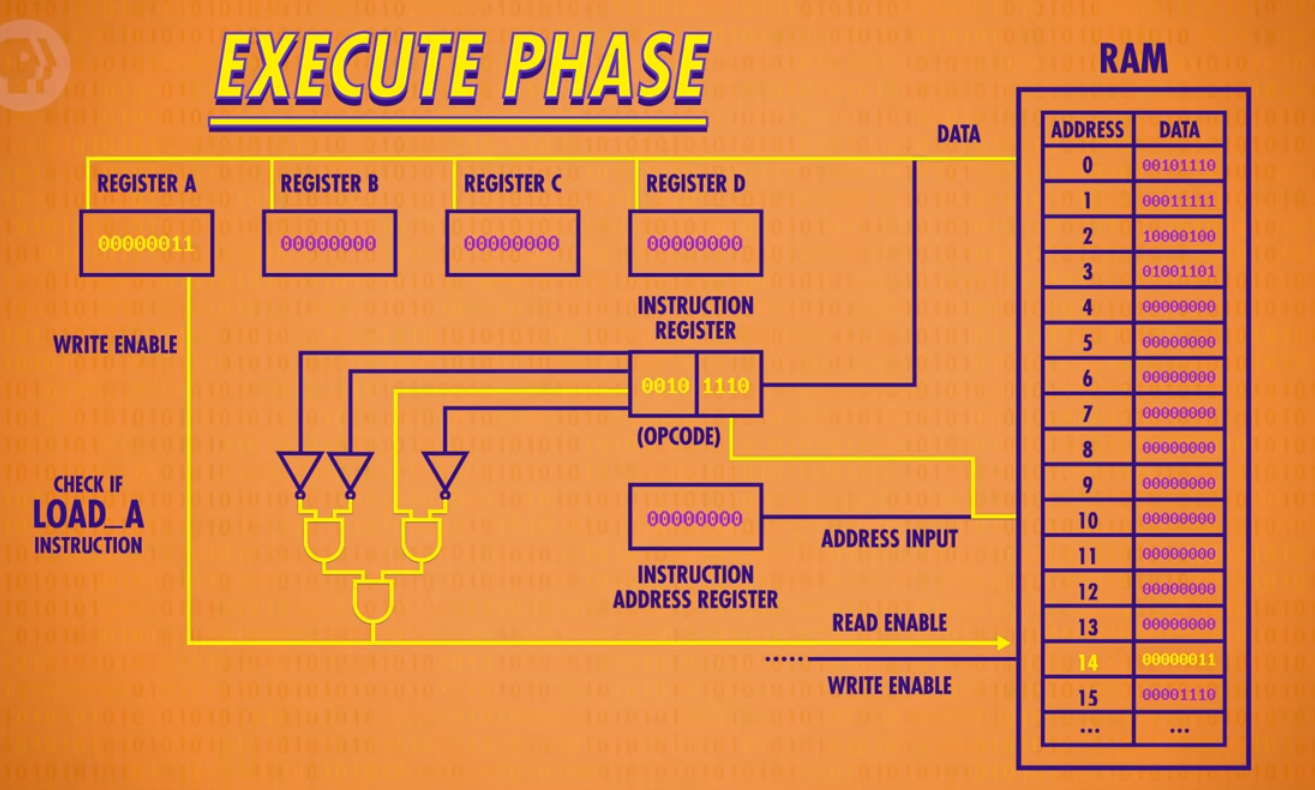 EXECUTE PHASE
RAM
DATA
ADDRESS DATA
REGISTER A REGISTER B REGISTER C REGISTER D
00000011 00000000 00000000 00000000
WRITE ENABLE
INSTRUCTION
REGISTER
0010 1110
(OPCODE)
CHECK IF
LOAD_A
INSTRUCTION
00000000
ADDRESS INPUT
INSTRUCTION
ADDRESS REGISTER
READ ENABLE
WRITE ENABLE
0 00101110
1 00011111
2 10000100
3 01001101
4 00000000
5 00000000
6 00000000
7 00000000
8 00000000
9 00000000
10 00000000
11 00000000
12 00000000
13 00000000
14 00000011
15 00001110
... ...